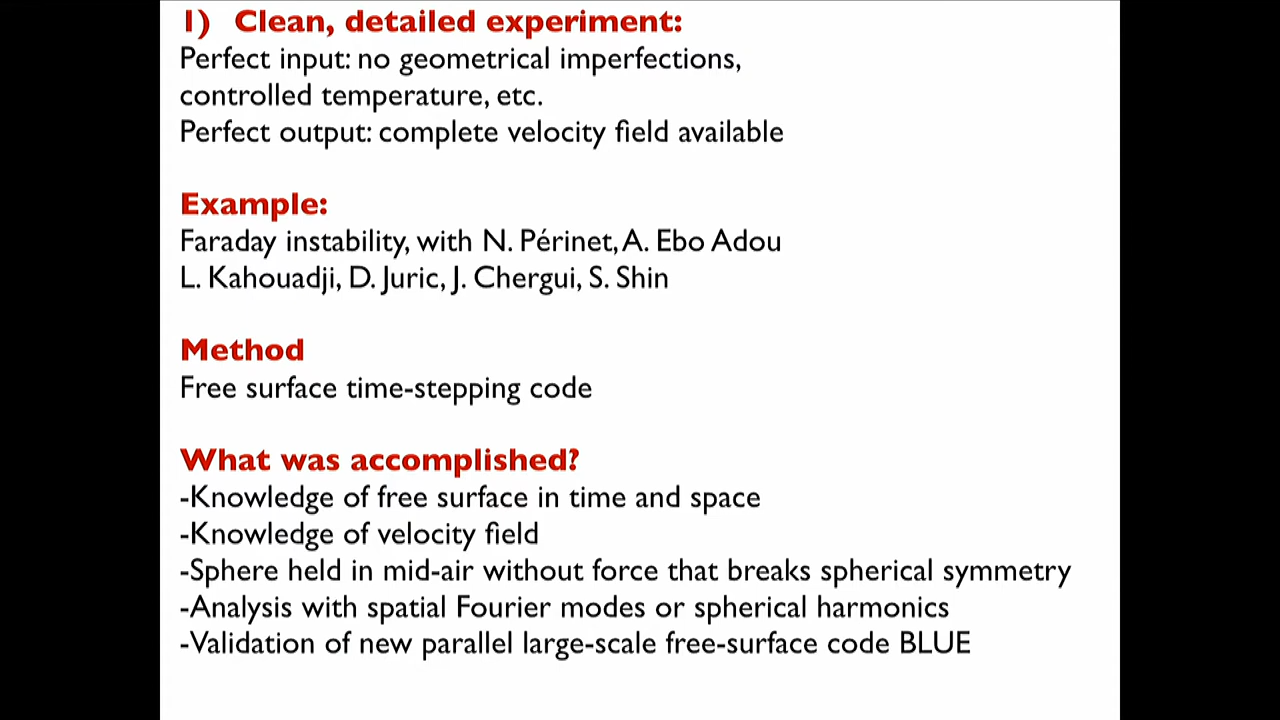 1) Clean, detailed experiment:
Perfect input: no geometrical imperfections,
controlled temperature, etc.
Perfect output: complete velocity field available
Example:
Faraday instability, with N. Périnet, A. Ebo Adou
L. Kahouadji, D. Juric, J. Chergui, S. Shin
Method
Free surface time-stepping code
What was accomplished?
-Knowledge of free surface in time and space
-Knowledge of velocity field
-Sphere held in mid-air without force that breaks spherical symmetry
-Analysis with spatial Fourier modes or spherical harmonics
-Validation of new parallel large-scale free-surface code BLUE